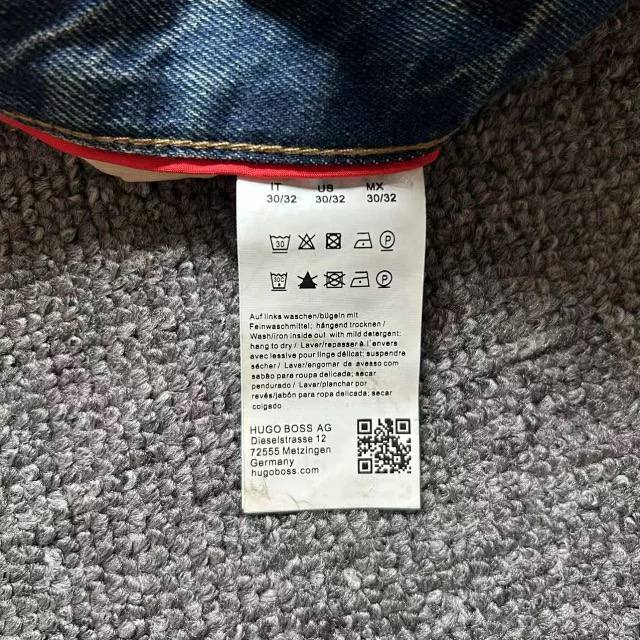 IT US MX
30/32 30/32 30/32
30 P
30 P
Auf links waschen/bügeln mit
Feinwaschmittel; hängend trocknen /
Wash/iron inside out with mild detergent;
hang to dry / Laver/repasser à l'envers
avec lessive pour linge délicat; suspendre
sécher / Lavar/engomar de avesso com
sabão para roupa delicada; secar
pendurado / Lavar/planchar por
revés/jabón para ropa delicada; secar
colgado
HUGO BOSS AG
Dieselstrasse 12
72555 Metzingen
Germany
hugoboss.com